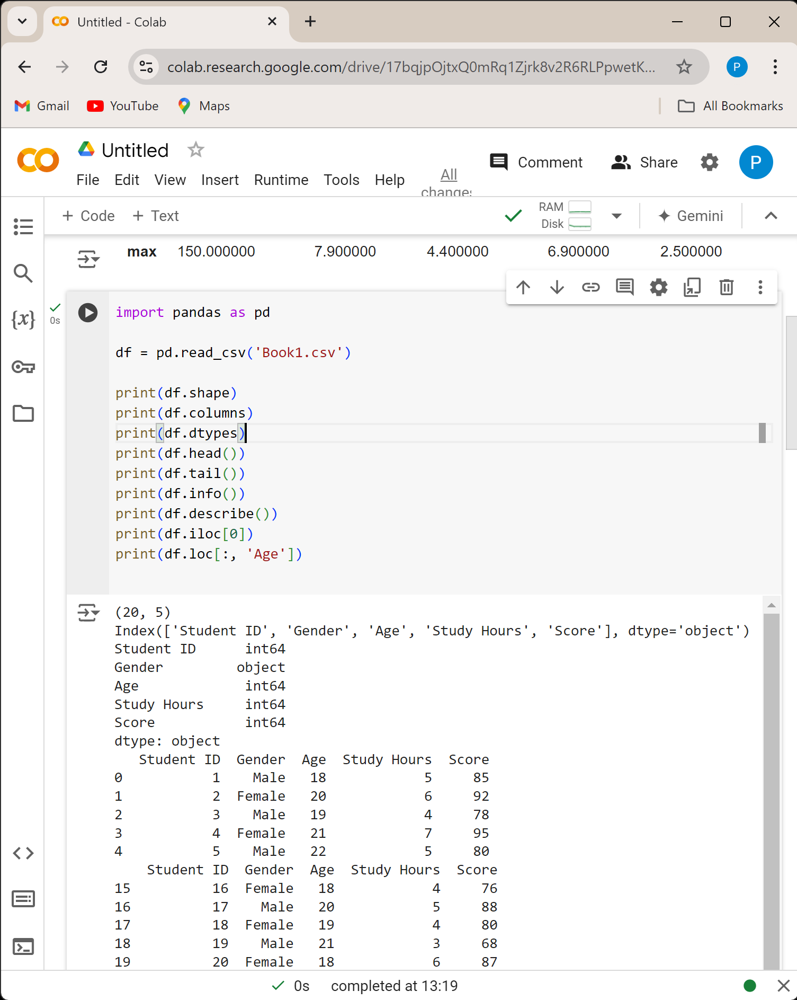 Untitled - Colab
colab.research.google.com/drive/17bqjpOjtxQ0mRq1Zjrk8v2R6RLPpwetK...
P
Gmail YouTube Maps All Bookmarks
Untitled
Comment Share P
File Edit View Insert Runtime Tools Help All changes
+ Code + Text RAM Disk Gemini
max 150.000000 7.900000 4.400000 6.900000 2.500000
{x}
0s
import pandas as pd
df = pd.read_csv('Book1.csv')
print(df.shape)
print(df.columns)
print(df.dtypes)
print(df.head())
print(df.tail())
print(df.info())
print(df.describe())
print(df.iloc[0])
print(df.loc[:, 'Age'])
(20, 5)
Index(['Student ID', 'Gender', 'Age', 'Study Hours', 'Score'], dtype='object')
Student ID int64
Gender object
Age int64
Study Hours int64
Score int64
dtype: object
Student ID Gender Age Study Hours Score
0 1 Male 18 5 85
1 2 Female 20 6 92
2 3 Male 19 4 78
3 4 Female 21 7 95
4 5 Male 22 5 80
Student ID Gender Age Study Hours Score
15 16 Female 18 4 76
16 17 Male 20 5 88
17 18 Female 19 4 80
18 19 Male 21 3 68
19 20 Female 18 6 87
0s completed at 13:19